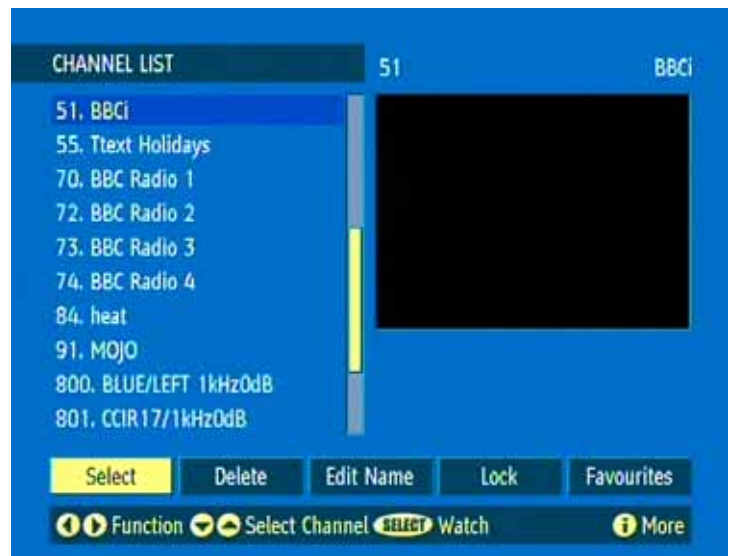 CHANNEL LIST
51 BBCi
51. BBCi
55. Ttext Holidays
70. BBC Radio 1
72. BBC Radio 2
73. BBC Radio 3
74. BBC Radio 4
84. heat
91. MOJO
800. BLUE/LEFT 1kHz0dB
801. CCIR17/1kHz0dB
Select Delete Edit Name Lock Favourites
Function Select Channel SELECT Watch i More